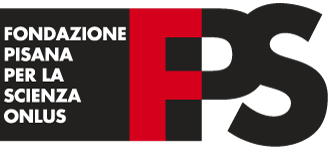 FONDAZIONE
PISANA
PER LA
SCIENZA
ONLUS
FPS